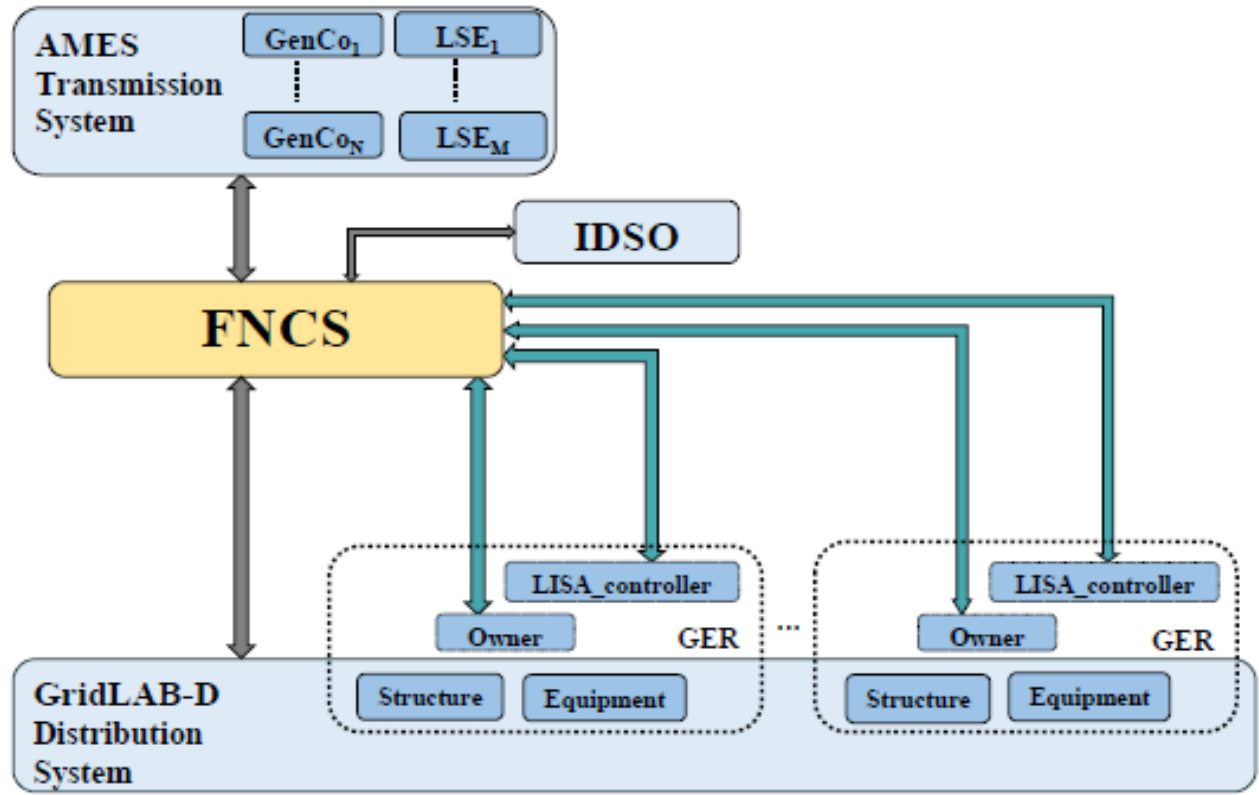 AMES
Transmission
System
GenCo1
LSE1
GenCoN
LSEM
IDSO
FNCS
LISA_controller
Owner
GER
...
LISA_controller
Owner
GER
GridLAB-D
Distribution
System
Structure
Equipment
Structure
Equipment